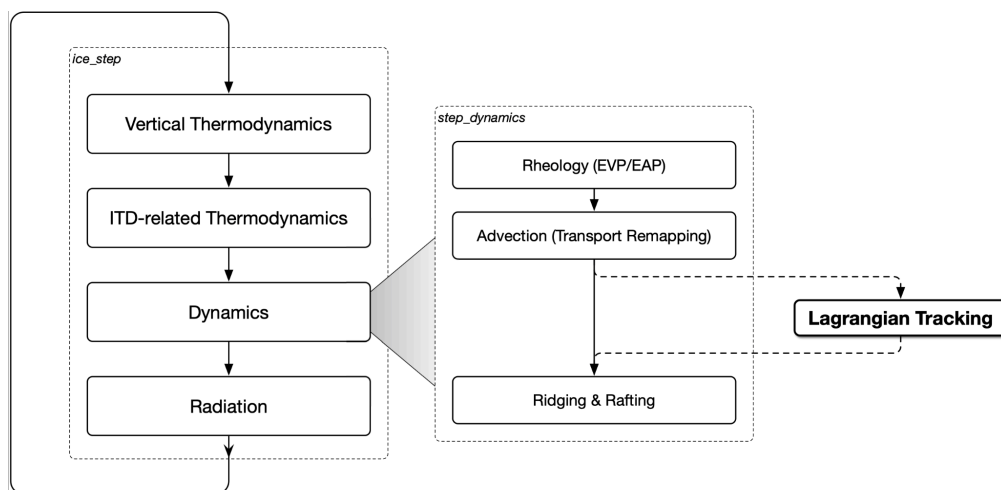 ice_step
Vertical Thermodynamics
ITD-related Thermodynamics
Dynamics
Radiation
step_dynamics
Rheology (EVP/EAP)
Advection (Transport Remapping)
Lagrangian Tracking
Ridging & Rafting